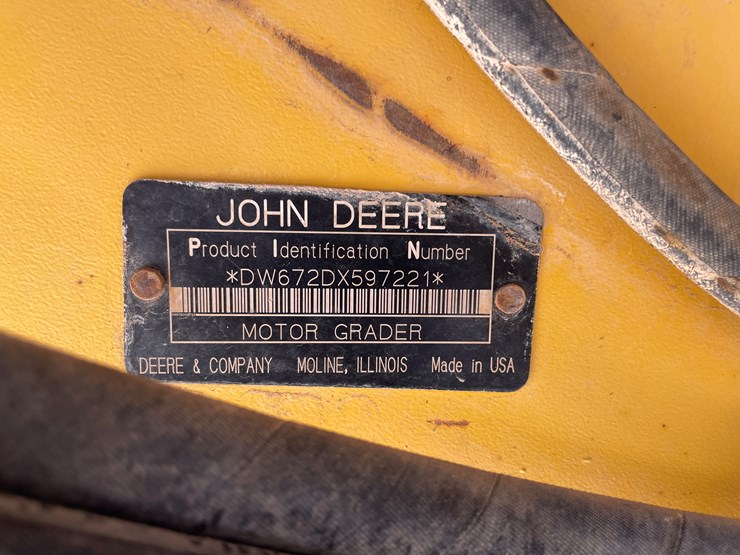 JOHN DEERE
Product Identification Number
*DW672DX597221*
MOTOR GRADER
DEERE & COMPANY MOLINE, ILLINOIS Made in USA